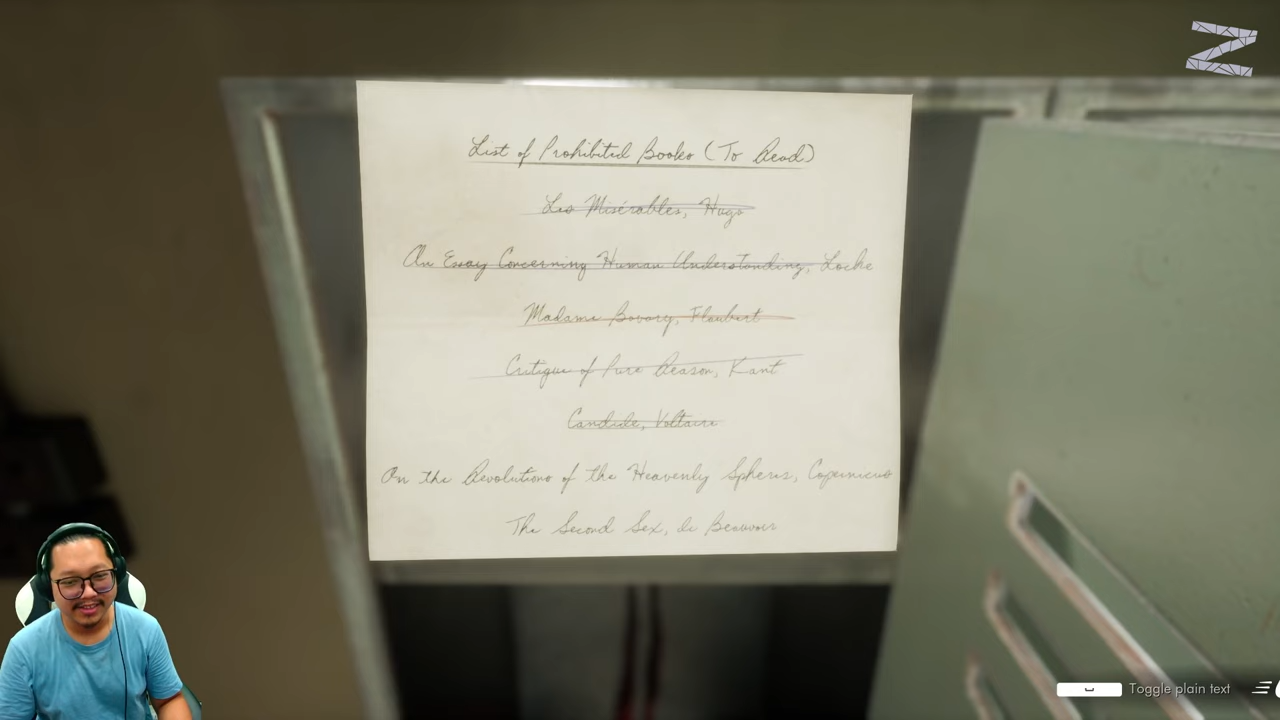 Z
List of Prohibited Books (To Read)
Les Misérables, Hugo
An Essay Concerning Human Understanding, Locke
Madame Bovary, Flaubert
Critique of Pure Reason, Kant
Candide, Voltaire
On the Revolutions of the Heavenly Spheres, Copernicus
The Second Sex, de Beauvoir
Toggle plain text